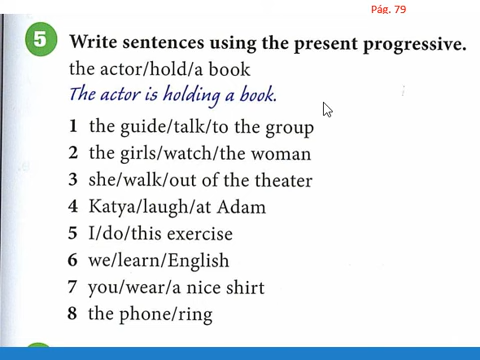 Pág. 79
5 Write sentences using the present progressive.
the actor/hold/a book
The actor is holding a book.
1 the guide/talk/to the group
2 the girls/watch/the woman
3 she/walk/out of the theater
4 Katya/laugh/at Adam
5 I/do/this exercise
6 we/learn/English
7 you/wear/a nice shirt
8 the phone/ring